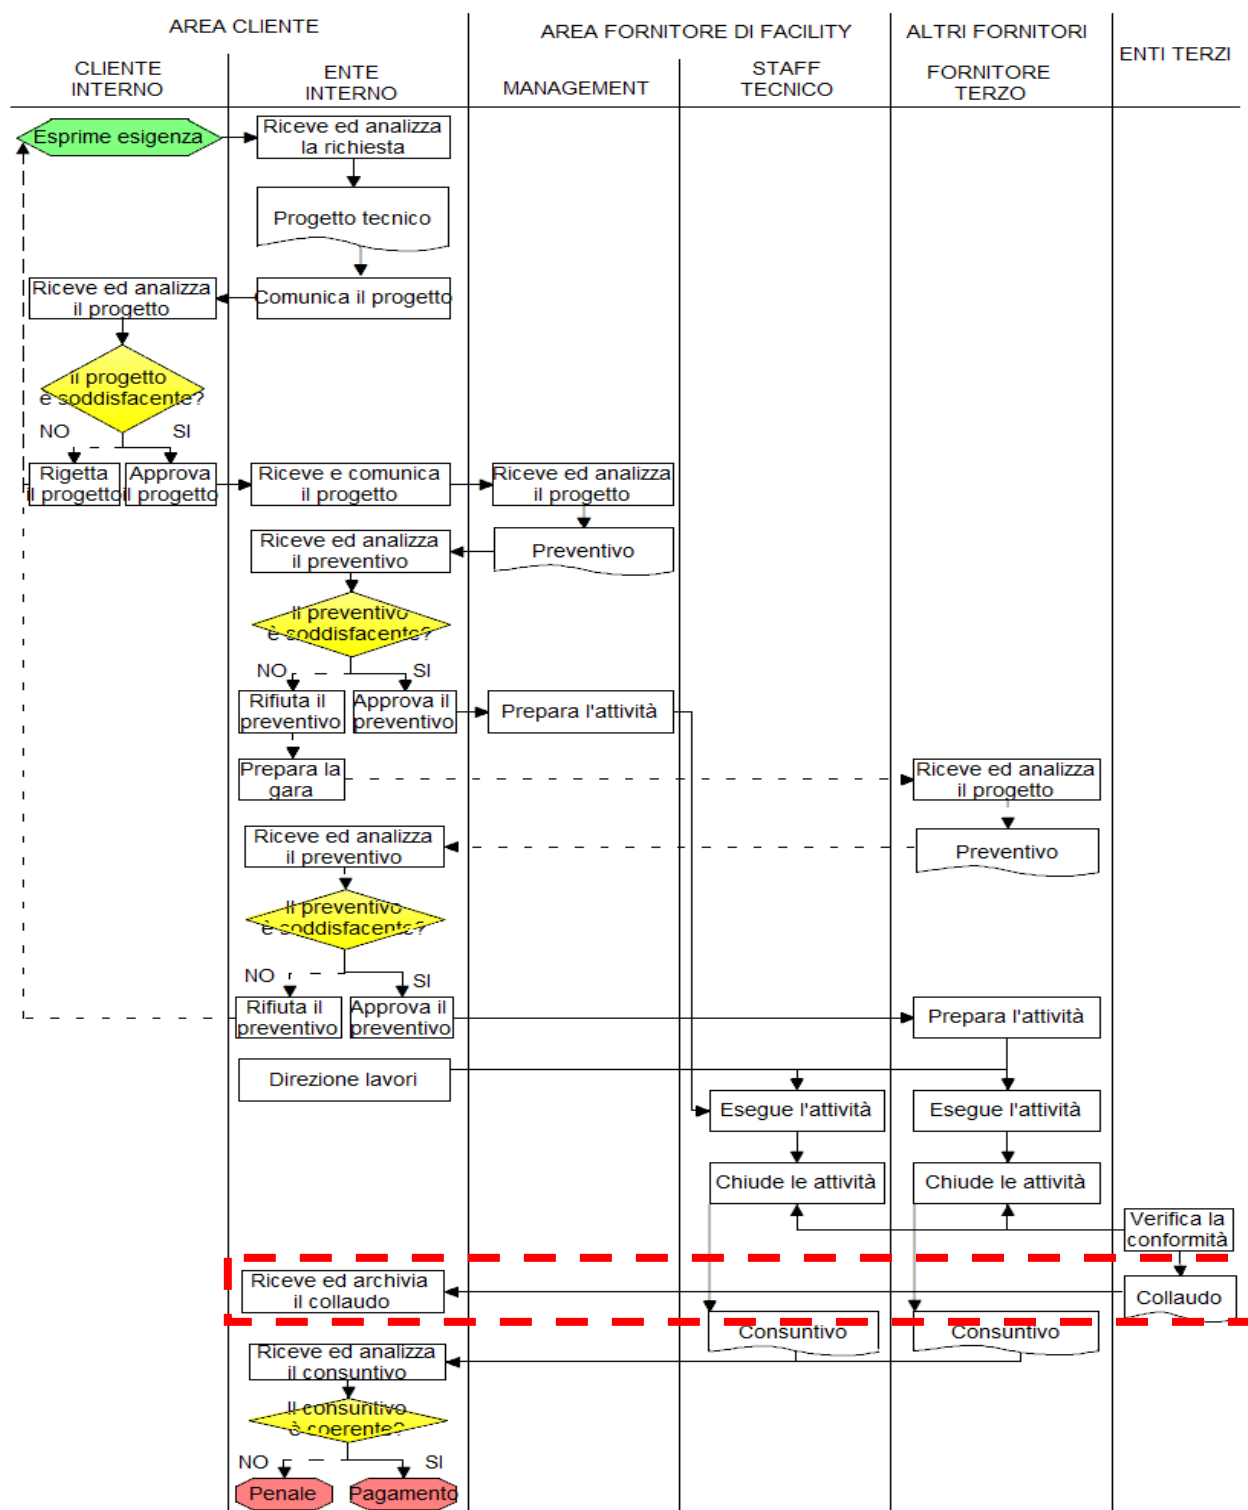 AREA CLIENTE
AREA FORNITORE DI FACILITY
ALTRI FORNITORI
ENTI TERZI
CLIENTE
INTERNO
ENTE
INTERNO
MANAGEMENT
STAFF
TECNICO
FORNITORE
TERZO
Esprime esigenza
Riceve ed analizza
la richiesta
Progetto tecnico
Riceve ed analizza
il progetto
Comunica il progetto
Il progetto
è soddisfacente?
NO
SI
Rigetta
il progetto
Approva
il progetto
Riceve e comunica
il progetto
Riceve ed analizza
il progetto
Riceve ed analizza
il preventivo
Preventivo
Il preventivo
è soddisfacente?
NO
SI
Rifiuta il
preventivo
Approva il
preventivo
Prepara l'attività
Prepara la
gara
Riceve ed analizza
il progetto
Riceve ed analizza
il preventivo
Preventivo
Il preventivo
è soddisfacente?
NO
SI
Rifiuta il
preventivo
Approva il
preventivo
Prepara l'attività
Direzione lavori
Esegue l'attività
Esegue l'attività
Chiude le attività
Chiude le attività
Verifica la
conformità
Riceve ed archivia
il collaudo
Collaudo
Consuntivo
Consuntivo
Riceve ed analizza
il consuntivo
Il consuntivo
è coerente?
NO
SI
Penale
Pagamento